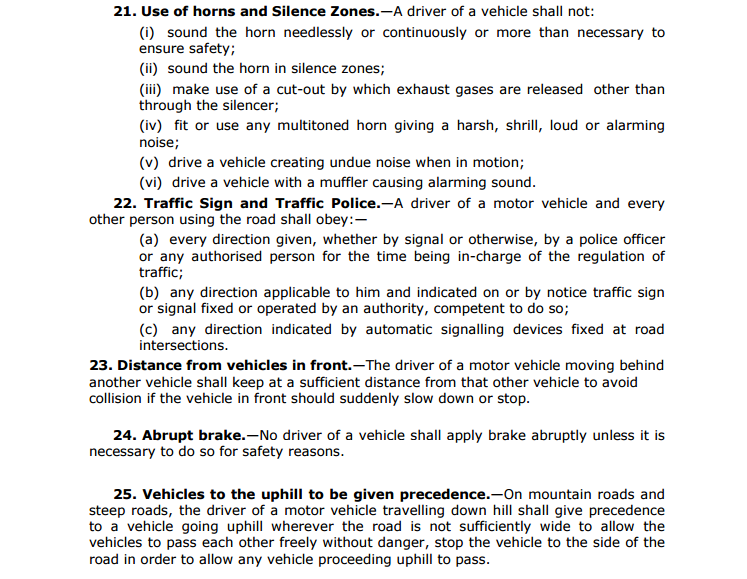 21. Use of horns and Silence Zones.—A driver of a vehicle shall not:
(i) sound the horn needlessly or continuously or more than necessary to
ensure safety;
(ii) sound the horn in silence zones;
(iii) make use of a cut-out by which exhaust gases are released other than
through the silencer;
(iv) fit or use any multitoned horn giving a harsh, shrill, loud or alarming
noise;
(v) drive a vehicle creating undue noise when in motion;
(vi) drive a vehicle with a muffler causing alarming sound.
22. Traffic Sign and Traffic Police.—A driver of a motor vehicle and every
other person using the road shall obey:—
(a) every direction given, whether by signal or otherwise, by a police officer
or any authorised person for the time being in-charge of the regulation of
traffic;
(b) any direction applicable to him and indicated on or by notice traffic sign
or signal fixed or operated by an authority, competent to do so;
(c) any direction indicated by automatic signalling devices fixed at road
intersections.
23. Distance from vehicles in front.—The driver of a motor vehicle moving behind
another vehicle shall keep at a sufficient distance from that other vehicle to avoid
collision if the vehicle in front should suddenly slow down or stop.
24. Abrupt brake.—No driver of a vehicle shall apply brake abruptly unless it is
necessary to do so for safety reasons.
25. Vehicles to the uphill to be given precedence.—On mountain roads and
steep roads, the driver of a motor vehicle travelling down hill shall give precedence
to a vehicle going uphill wherever the road is not sufficiently wide to allow the
vehicles to pass each other freely without danger, stop the vehicle to the side of the
road in order to allow any vehicle proceeding uphill to pass.